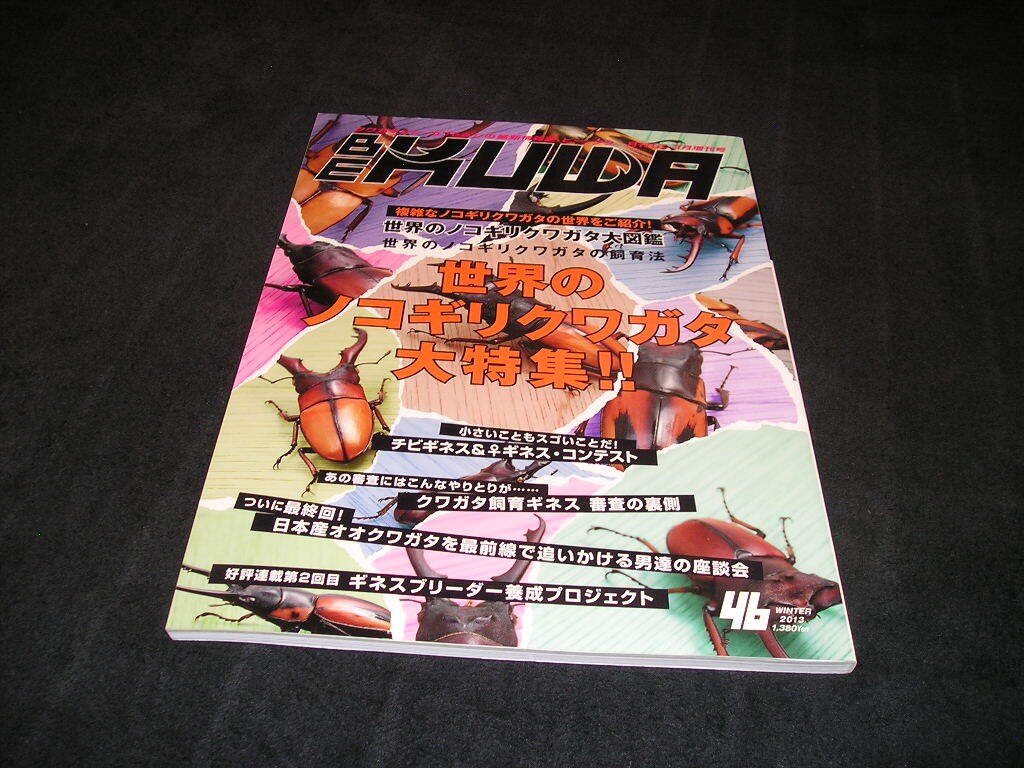 BE KUWA
複雑なノコギリクワガタの世界をご紹介!
世界のノコギリクワガタ大図鑑
世界のノコギリクワガタの飼育法
世界の
ノコギリクワガタ
大特集!!
小さいこともスゴいことだ!
チビギネス&♀ギネス・コンテスト
あの審査にはこんなやりとりが……
クワガタ飼育ギネス 審査の裏側
ついに最終回!
日本産オオクワガタを最前線で追いかける男達の座談会
好評連載第2回目 ギネスブリーダー養成プロジェクト
46
WINTER
2013
1,380Yen